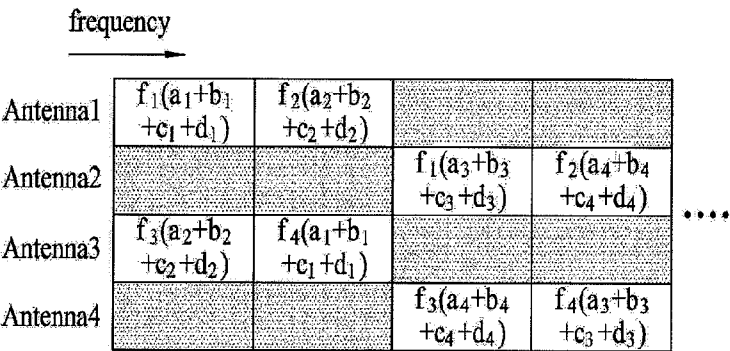 frequency
Antenna1 f₁(a₁+b₁ +c₁+d₁) f₂(a₂+b₂ +c₂+d₂)
Antenna2 f₁(a₃+b₃ +c₃+d₃) f₂(a₄+b₄ +c₄+d₄)
....
Antenna3 f₃(a₂+b₂ +c₂+d₂) f₄(a₁+b₁ +c₁+d₁)
Antenna4 f₃(a₄+b₄ +c₄+d₄) f₄(a₃+b₃ +c₃+d₃)